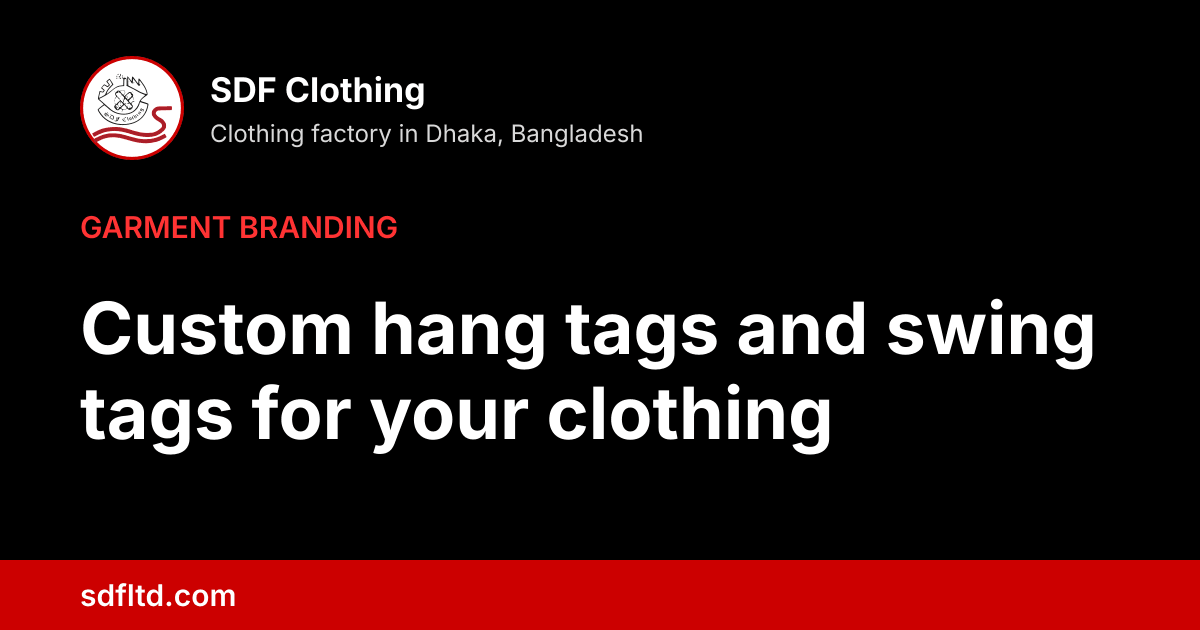 SDF Clothing
Clothing factory in Dhaka, Bangladesh
GARMENT BRANDING
Custom hang tags and swing
tags for your clothing
sdfltd.com